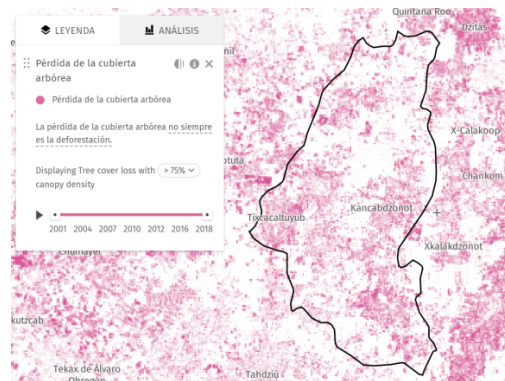 LEYENDA
ANÁLISIS
Pérdida de la cubierta
arbórea
Pérdida de la cubierta arbórea
La pérdida de la cubierta arbórea no siempre
es la deforestación.
Displaying Tree cover loss with > 75%
canopy density
2001 2004 2007 2010 2012 2016 2018
Quintana Roo
Dzitás
X-Calakoop
Chankom
Kancabdzonot
Tixcacaltuyub
Xkalakdzonot
Tekax de Álvaro
Obregón
Tahdziú